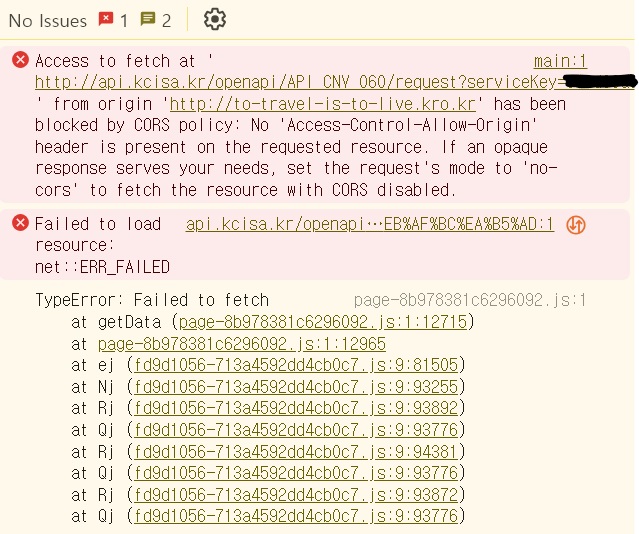 No Issues 1 2
Access to fetch at ' main:1
http://api.kcisa.kr/openapi/API_CNV_060/request?serviceKey=
' from origin 'http://to-travel-is-to-live.kro.kr' has been
blocked by CORS policy: No 'Access-Control-Allow-Origin'
header is present on the requested resource. If an opaque
response serves your needs, set the request's mode to 'no-
cors' to fetch the resource with CORS disabled.
Failed to load api.kcisa.kr/openapi…EB%AF%BC%EA%B5%AD:1
resource:
net::ERR_FAILED
TypeError: Failed to fetch page-8b978381c6296092.js:1
at getData (page-8b978381c6296092.js:1:12715)
at page-8b978381c6296092.js:1:12965
at ej (fd9d1056-713a4592dd4cb0c7.js:9:81505)
at Nj (fd9d1056-713a4592dd4cb0c7.js:9:93255)
at Rj (fd9d1056-713a4592dd4cb0c7.js:9:93892)
at Qj (fd9d1056-713a4592dd4cb0c7.js:9:93776)
at Rj (fd9d1056-713a4592dd4cb0c7.js:9:94381)
at Qj (fd9d1056-713a4592dd4cb0c7.js:9:93776)
at Rj (fd9d1056-713a4592dd4cb0c7.js:9:93872)
at Qj (fd9d1056-713a4592dd4cb0c7.js:9:93776)